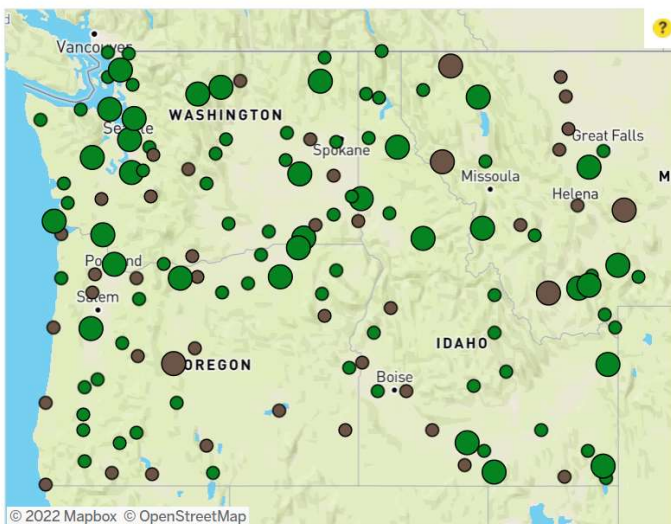 ?
Vancouver
WASHINGTON
Seattle
Spokane
Great Falls
Missoula
Helena
M
Portland
Salem
IDAHO
OREGON
Boise
© 2022 Mapbox © OpenStreetMap